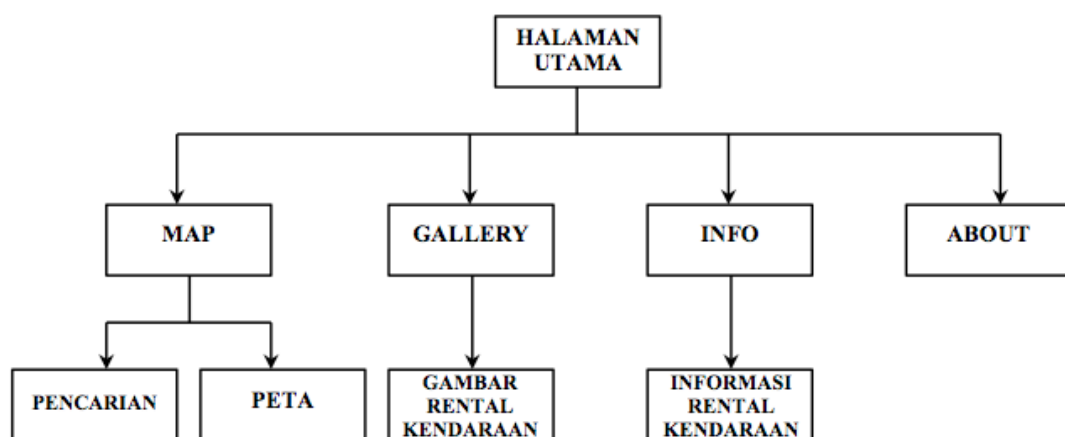 HALAMAN
UTAMA
MAP
GALLERY
INFO
ABOUT
PENCARIAN
PETA
GAMBAR
RENTAL
KENDARAAN
INFORMASI
RENTAL
KENDARAAN